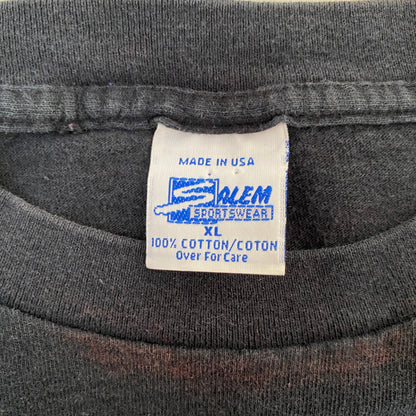 MADE IN USA
SALEM
SPORTSWEAR
XL
100% COTTON/COTON
Over For Care